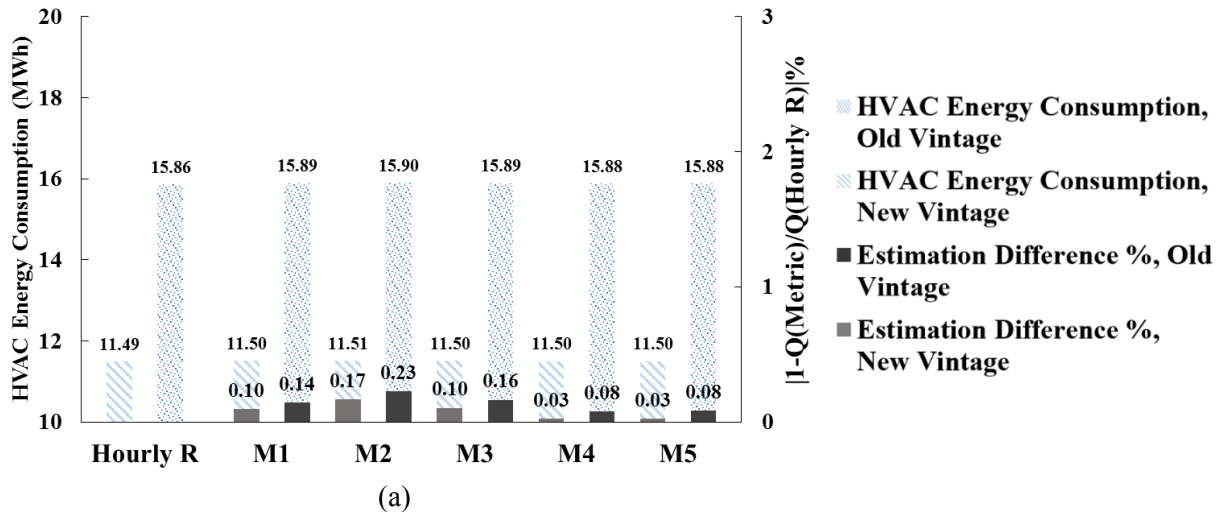 HVAC Energy Consumption (MWh)
20
18
16
14
12
10
15.86
15.89
15.90
15.89
15.88
15.88
11.49
11.50
11.51
11.50
11.50
11.50
0.10
0.14
0.17
0.23
0.10
0.16
0.03
0.08
0.03
0.08
Hourly R
M1
M2
M3
M4
M5
3
2
1
0
|1-Q(Metric)/Q(Hourly R)|%
HVAC Energy Consumption,
Old Vintage
HVAC Energy Consumption,
New Vintage
Estimation Difference %, Old
Vintage
Estimation Difference %,
New Vintage
(a)